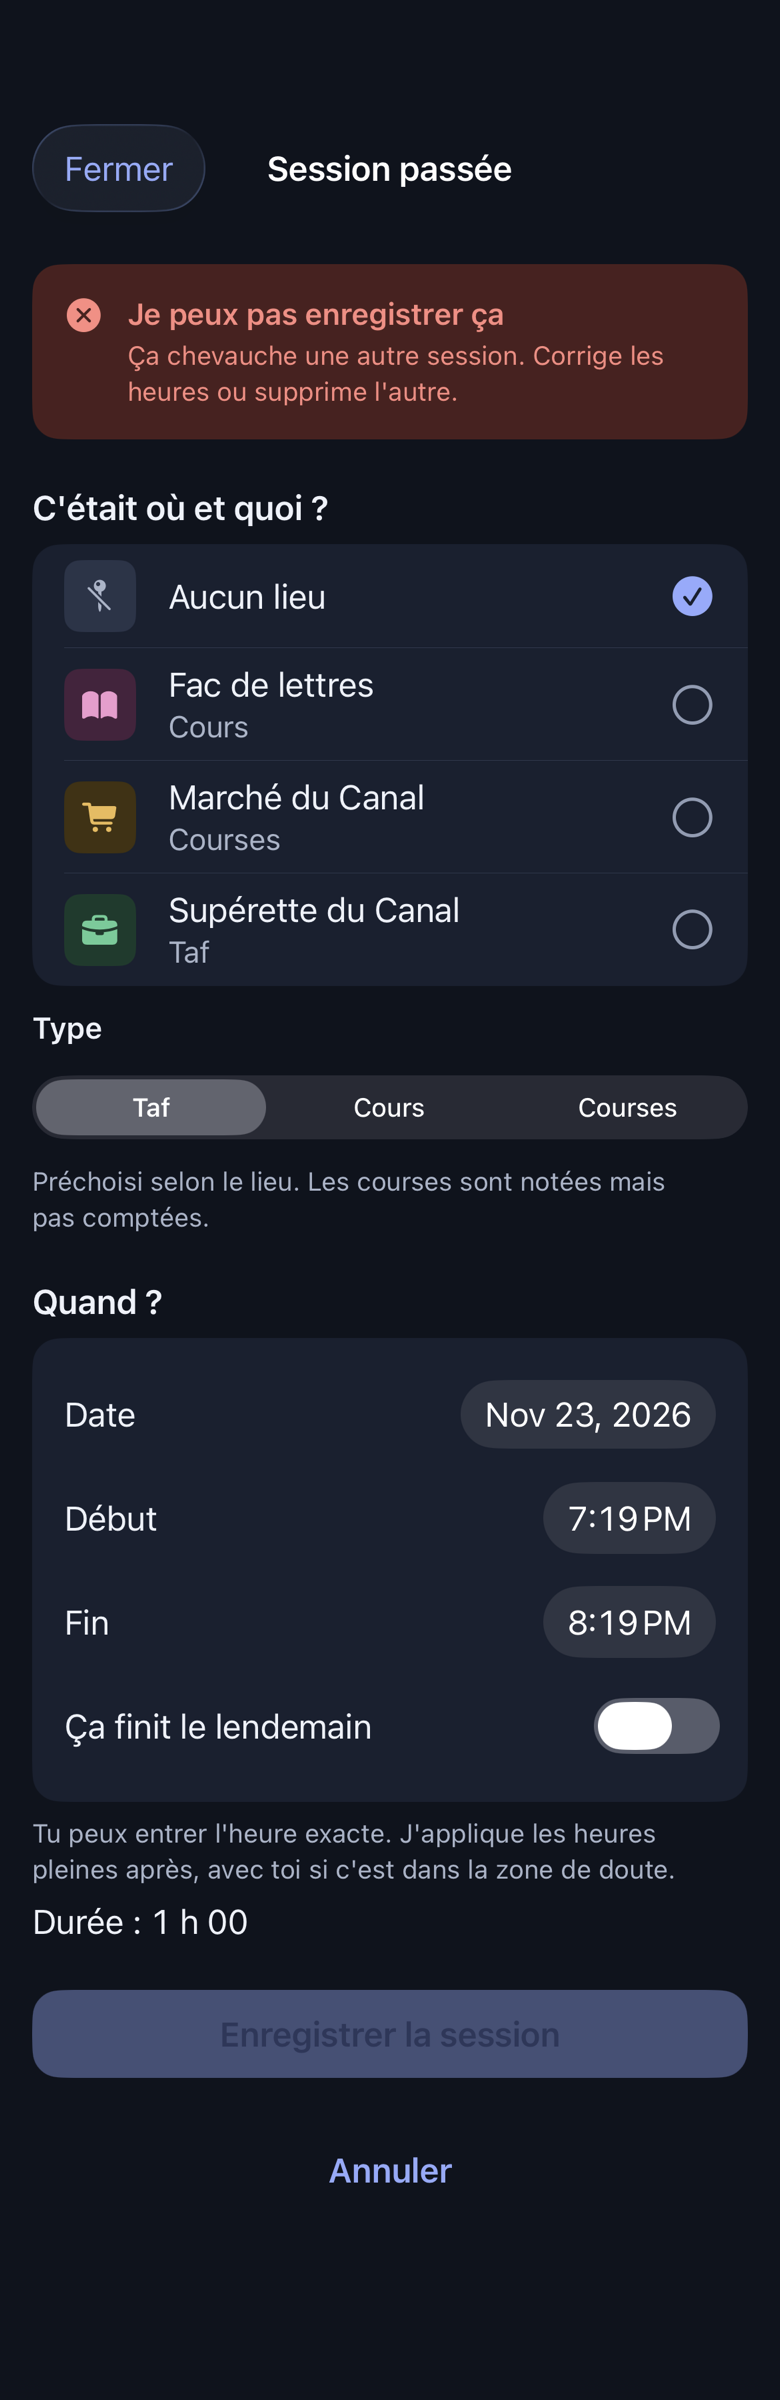 Fermer
Session passée
Je peux pas enregistrer ça
Ça chevauche une autre session. Corrige les
heures ou supprime l'autre.
C'était où et quoi ?
Aucun lieu
Fac de lettres
Cours
Marché du Canal
Courses
Supérette du Canal
Taf
Type
Taf
Cours
Courses
Préchoisi selon le lieu. Les courses sont notées mais
pas comptées.
Quand ?
Date
Nov 23, 2026
Début
7:19 PM
Fin
8:19 PM
Ça finit le lendemain
Tu peux entrer l'heure exacte. J'applique les heures
pleines après, avec toi si c'est dans la zone de doute.
Durée : 1 h 00
Enregistrer la session
Annuler